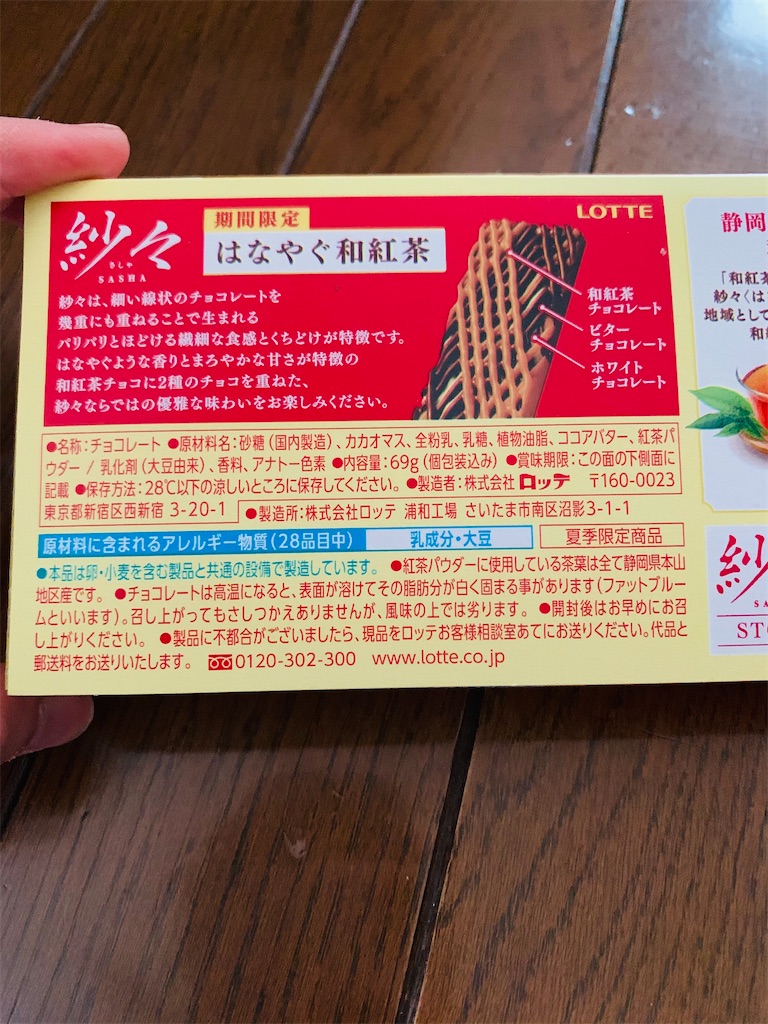 紗々
さしゃ
SASHA
期間限定
はなやぐ和紅茶
LOTTE
紗々は、細い線状のチョコレートを
幾重にも重ねることで生まれる
パリパリとほどける繊細な食感とくちどけが特徴です。
はなやぐような香りとまろやかな甘さが特徴の
和紅茶チョコに2種のチョコを重ねた、
紗々ならではの優雅な味わいをお楽しみください。
和紅茶
チョコレート
ビター
チョコレート
ホワイト
チョコレート
●名称:チョコレート ●原材料名:砂糖(国内製造)、カカオマス、全粉乳、乳糖、植物油脂、ココアバター、紅茶パ
ウダー / 乳化剤(大豆由来)、香料、アナトー色素 ●内容量:69g(個包装込み) ●賞味期限:この面の下側面に
記載 ●保存方法:28℃以下の涼しいところに保存してください。 ●製造者:株式会社 ロッテ 〒160-0023
東京都新宿区西新宿 3-20-1 ●製造所:株式会社ロッテ 浦和工場 さいたま市南区沼影3-1-1
原材料に含まれるアレルギー物質(28品目中) 乳成分・大豆 夏季限定商品
●本品は卵・小麦を含む製品と共通の設備で製造しています。 ●紅茶パウダーに使用している茶葉は全て静岡県本山
地区産です。 ●チョコレートは高温になると、表面が溶けてその脂肪分が白く固まる事があります(ファットブルー
ムといいます)。召し上がってもさしつかえありませんが、風味の上では劣ります。 ●開封後はお早めにお召
し上がりください。 ●製品に不都合がございましたら、現品をロッテお客様相談室あてにお送りください。代品と
郵送料をお送りいたします。 0120-302-300 www.lotte.co.jp
静岡
「和紅茶
紗々〈は
地域として
和
紗
SA
STO